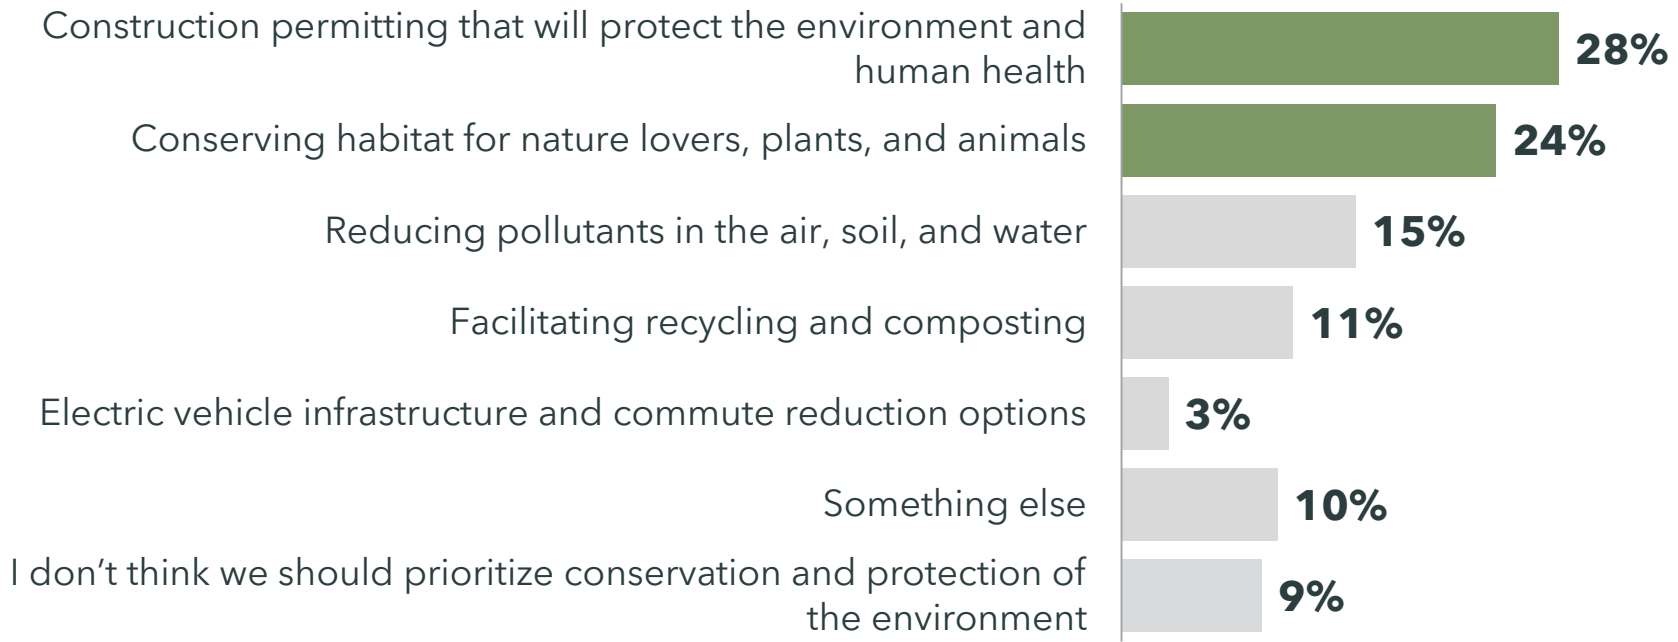 Construction permitting that will protect the environment and
human health
28%
Conserving habitat for nature lovers, plants, and animals
24%
Reducing pollutants in the air, soil, and water
15%
Facilitating recycling and composting
11%
Electric vehicle infrastructure and commute reduction options
3%
Something else
10%
I don’t think we should prioritize conservation and protection of
the environment
9%